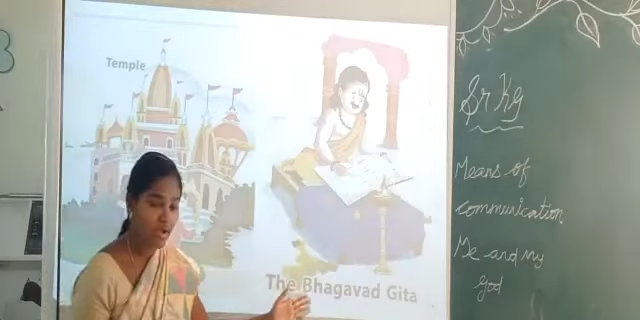 Temple
The Bhagavad Gita
Sr Kg
Means of
communication
Me and my
God